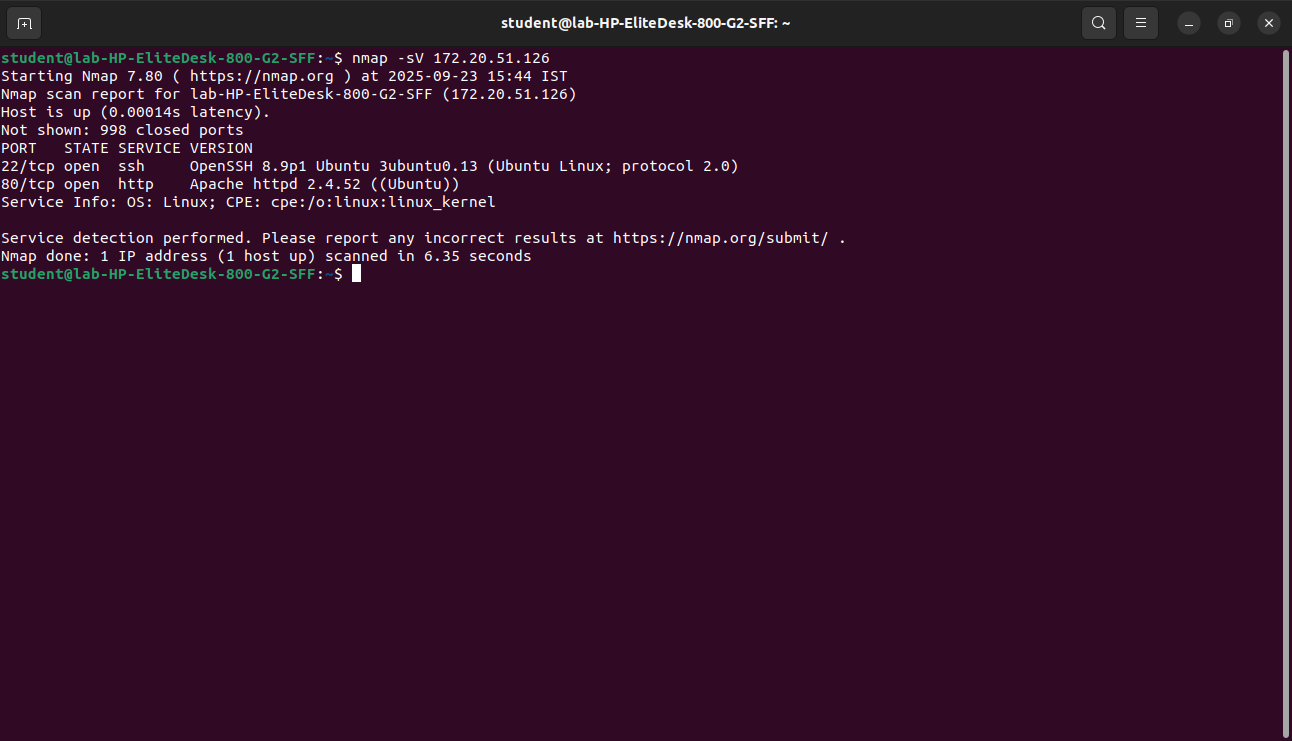 student@lab-HP-EliteDesk-800-G2-SFF: ~
student@lab-HP-EliteDesk-800-G2-SFF:~$ nmap -sV 172.20.51.126
Starting Nmap 7.80 ( https://nmap.org ) at 2025-09-23 15:44 IST
Nmap scan report for lab-HP-EliteDesk-800-G2-SFF (172.20.51.126)
Host is up (0.00014s latency).
Not shown: 998 closed ports
PORT   STATE SERVICE VERSION
22/tcp open  ssh     OpenSSH 8.9p1 Ubuntu 3ubuntu0.13 (Ubuntu Linux; protocol 2.0)
80/tcp open  http    Apache httpd 2.4.52 ((Ubuntu))
Service Info: OS: Linux; CPE: cpe:/o:linux:linux_kernel
Service detection performed. Please report any incorrect results at https://nmap.org/submit/ .
Nmap done: 1 IP address (1 host up) scanned in 6.35 seconds
student@lab-HP-EliteDesk-800-G2-SFF:~$